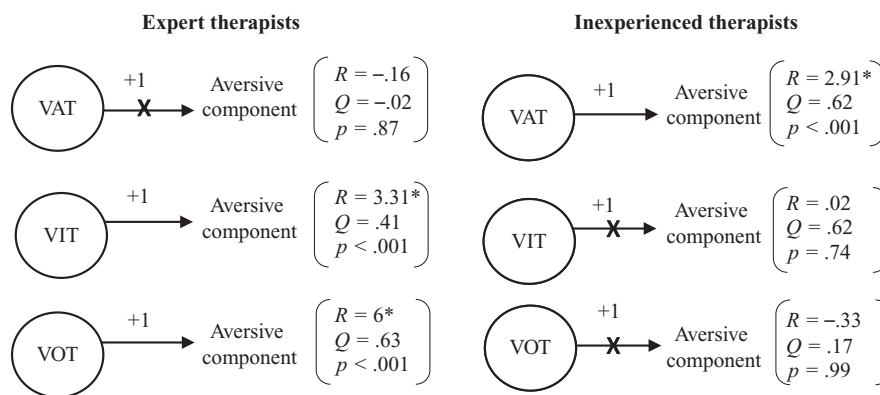 Expert therapists
VAT
+1
X
Aversive
component
R = –.16
Q = –.02
p = .87
VIT
+1
Aversive
component
R = 3.31*
Q = .41
p < .001
VOT
+1
Aversive
component
R = 6*
Q = .63
p < .001
Inexperienced therapists
VAT
+1
Aversive
component
R = 2.91*
Q = .62
p < .001
VIT
+1
X
Aversive
component
R = .02
Q = .62
p = .74
VOT
+1
X
Aversive
component
R = –.33
Q = .17
p = .99